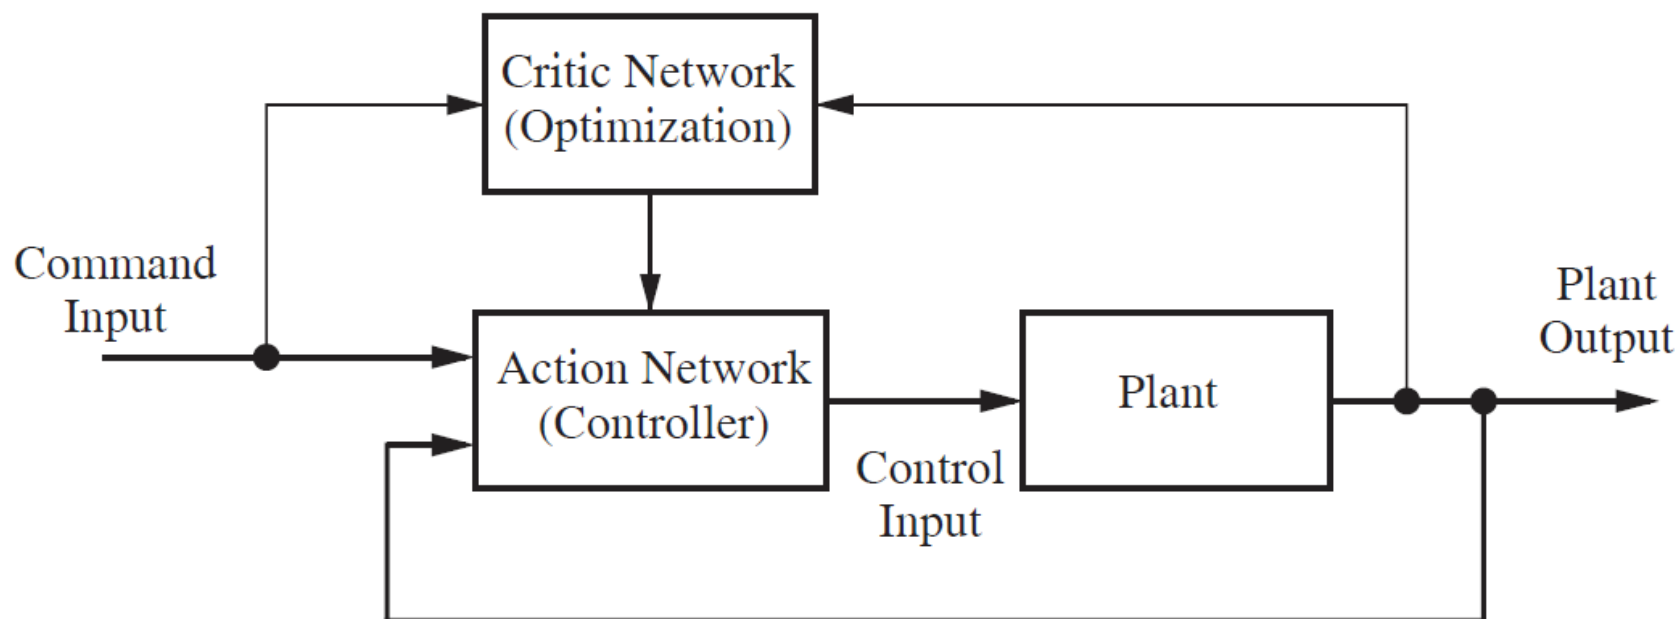 Critic Network
(Optimization)
Command
Input
Action Network
(Controller)
Control
Input
Plant
Plant
Output